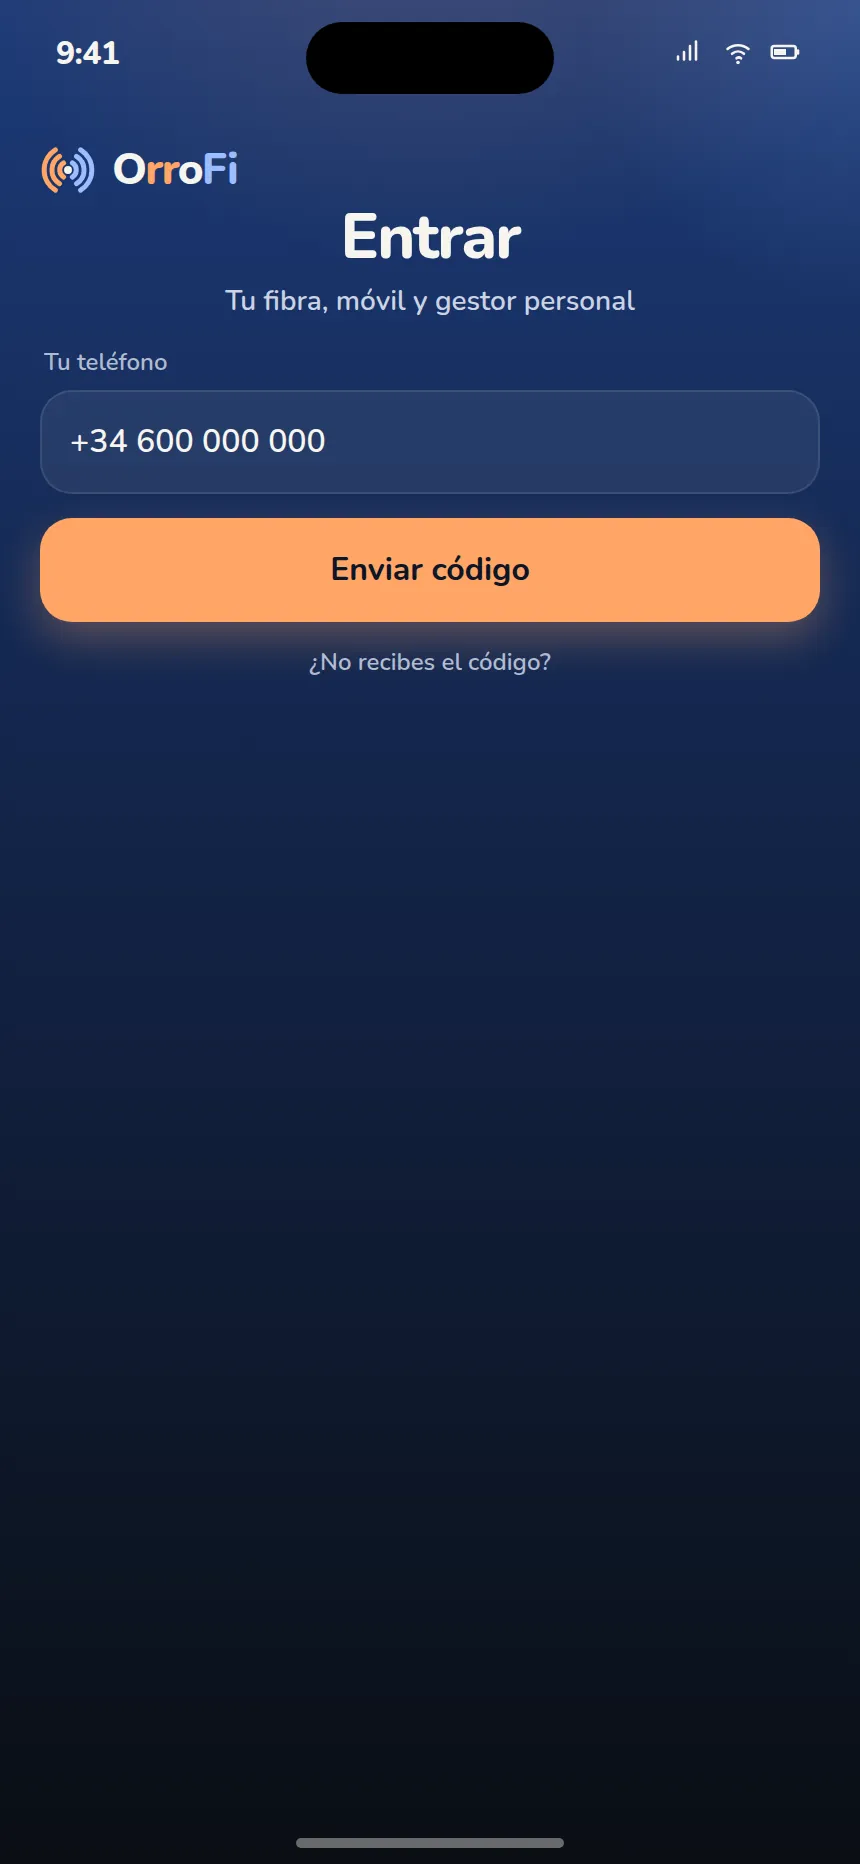 9:41
OrroFi
Entrar
Tu fibra, móvil y gestor personal
Tu teléfono
+34 600 000 000
Enviar código
¿No recibes el código?